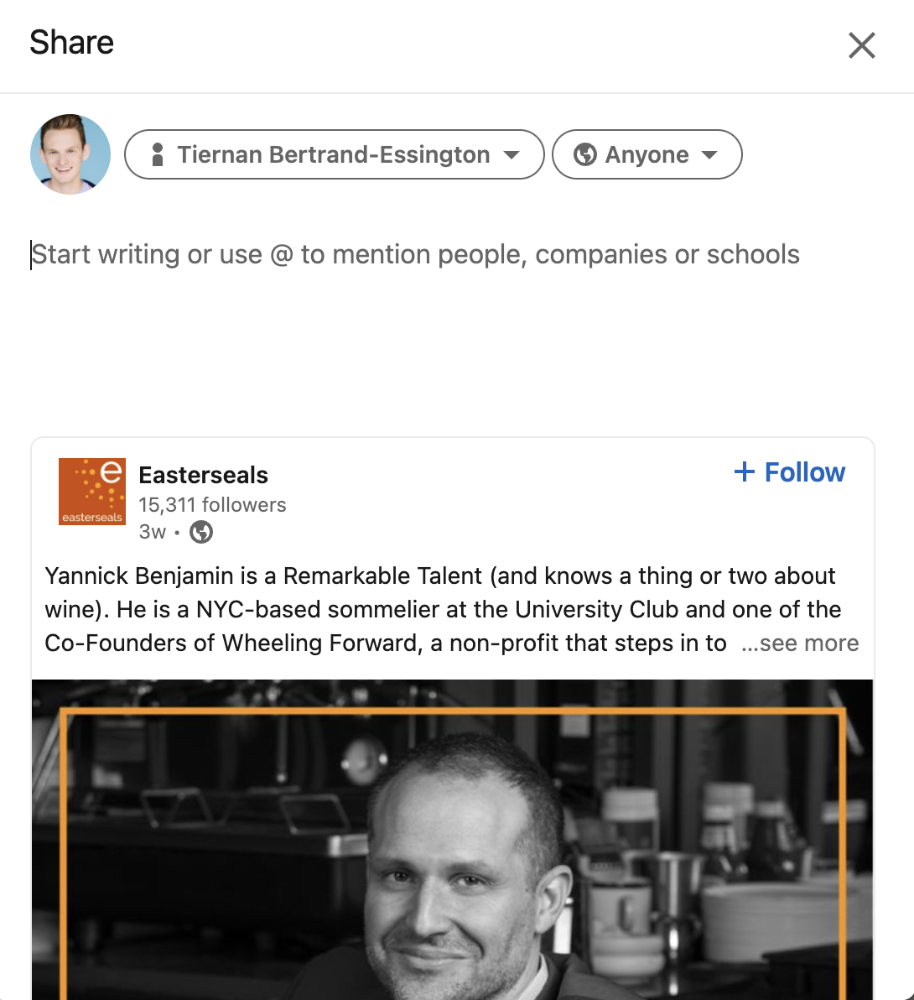 Share
Tiernan Bertrand-Essington
Anyone
Start writing or use @ to mention people, companies or schools
e
easterseals
Easterseals
+ Follow
15,311 followers
3w •
Yannick Benjamin is a Remarkable Talent (and knows a thing or two about
wine). He is a NYC-based sommelier at the University Club and one of the
Co-Founders of Wheeling Forward, a non-profit that steps in to ...see more